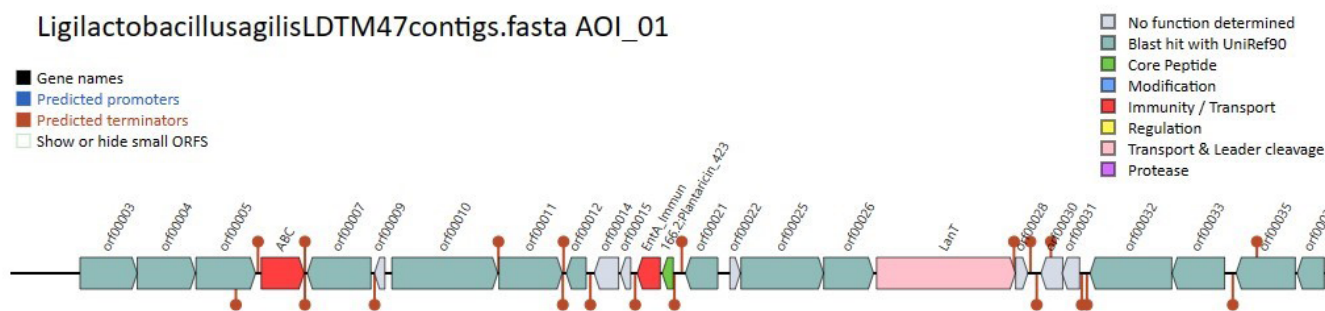 LigilactobacillusagilisLDTM47contigs.fasta AOI_01
Gene names
Predicted promoters
Predicted terminators
Show or hide small ORFS
No function determined
Blast hit with UniRef90
Core Peptide
Modification
Immunity / Transport
Regulation
Transport & Leader cleavage
Protease
orf00003
orf00004
orf00005
ABC
orf00007
orf00009
orf00010
orf00011
orf00012
orf00014
orf00015
EntA_Immun
166.2;Plantaricin_423
orf00021
orf00022
orf00025
orf00026
LanT
orf00028
orf00030
orf00031
orf00032
orf00033
orf00035